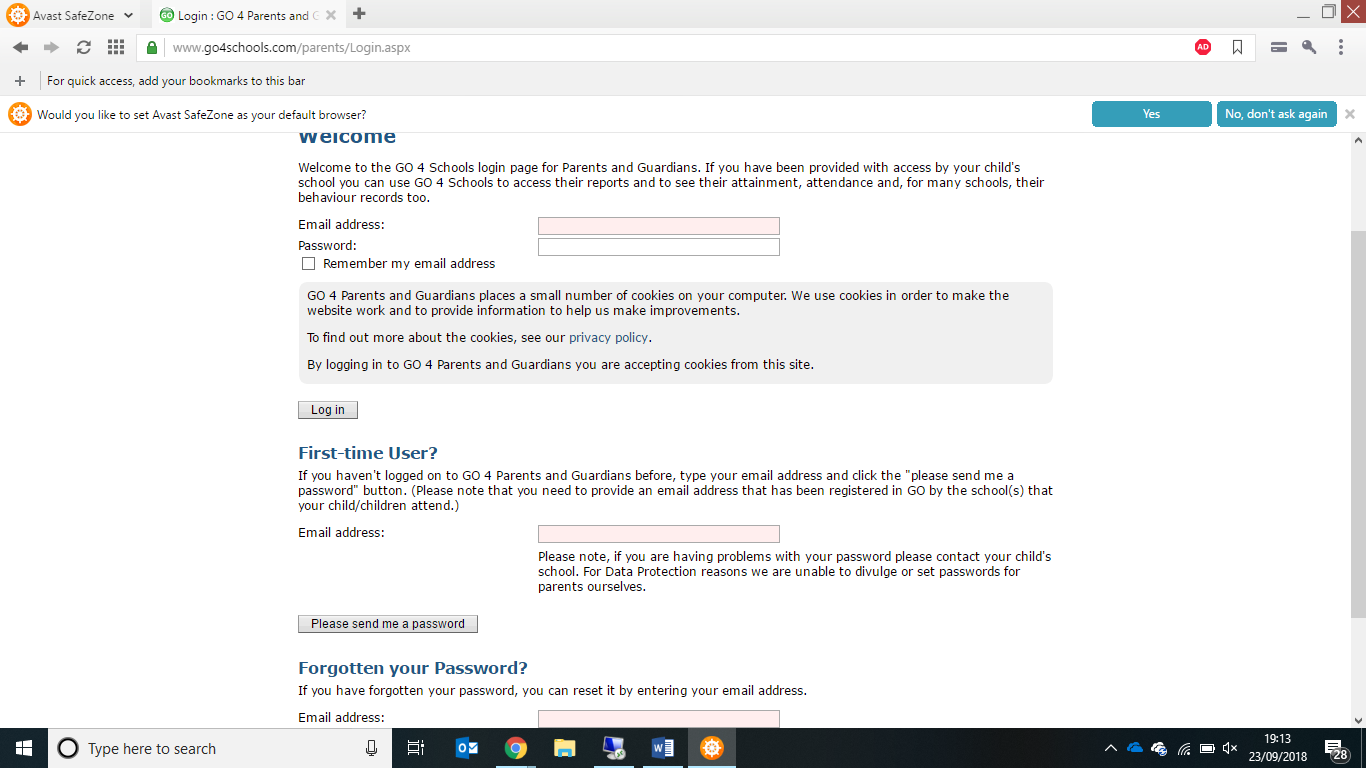 Avast SafeZone
GO Login : GO 4 Parents and G
www.go4schools.com/parents/Login.aspx
AD
For quick access, add your bookmarks to this bar
Would you like to set Avast SafeZone as your default browser?
Yes
No, don't ask again
Welcome
Welcome to the GO 4 Schools login page for Parents and Guardians. If you have been provided with access by your child's
school you can use GO 4 Schools to access their reports and to see their attainment, attendance and, for many schools, their
behaviour records too.
Email address:
Password:
Remember my email address
GO 4 Parents and Guardians places a small number of cookies on your computer. We use cookies in order to make the
website work and to provide information to help us make improvements.
To find out more about the cookies, see our privacy policy.
By logging in to GO 4 Parents and Guardians you are accepting cookies from this site.
Log in
First-time User?
If you haven't logged on to GO 4 Parents and Guardians before, type your email address and click the "please send me a
password" button. (Please note that you need to provide an email address that has been registered in GO by the school(s) that
your child/children attend.)
Email address:
Please note, if you are having problems with your password please contact your child's
school. For Data Protection reasons we are unable to divulge or set passwords for
parents ourselves.
Please send me a password
Forgotten your Password?
If you have forgotten your password, you can reset it by entering your email address.
Email address:
Type here to search
19:13
23/09/2018
28